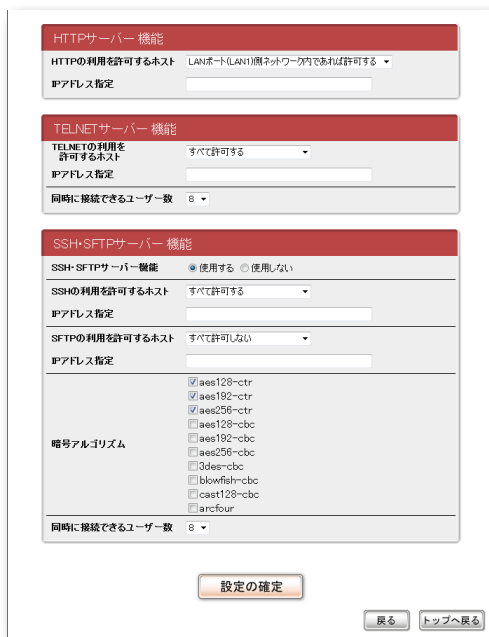 HTTPサーバー 機能
HTTPの利用を許可するホスト LANポート(LAN1)側ネットワーク内であれば許可する
IPアドレス指定
TELNETサーバー 機能
TELNETの利用を
許可するホスト すべて許可する
IPアドレス指定
同時に接続できるユーザー数 8
SSH・SFTPサーバー 機能
SSH・SFTPサーバー機能 使用する 使用しない
SSHの利用を許可するホスト すべて許可する
IPアドレス指定
SFTPの利用を許可するホスト すべて許可しない
IPアドレス指定
暗号アルゴリズム
aes128-ctr
aes192-ctr
aes256-ctr
aes128-cbc
aes192-cbc
aes256-cbc
3des-cbc
blowfish-cbc
cast128-cbc
arcfour
同時に接続できるユーザー数 8
設定の確定
戻る トップへ戻る